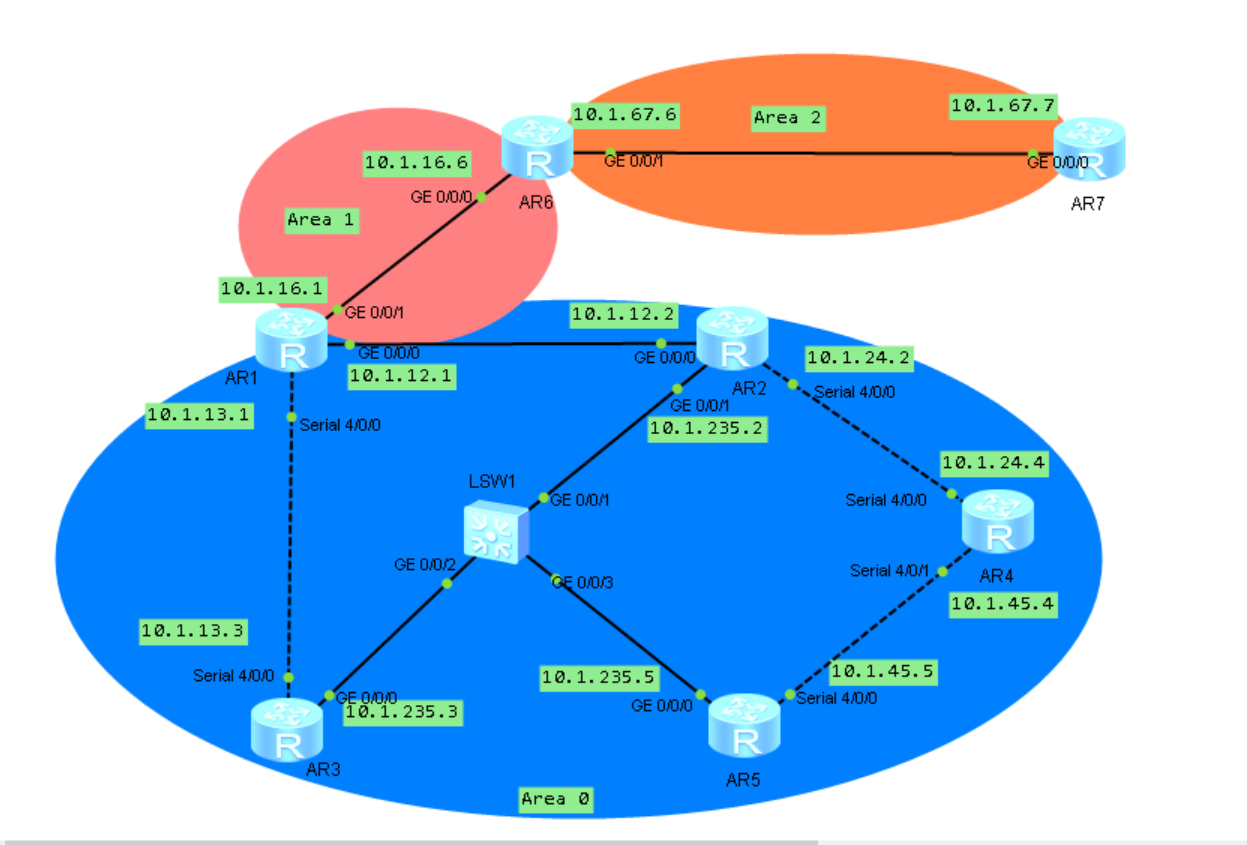 10.1.67.6
Area 2
10.1.67.7
10.1.16.6
R
GE 0/0/1
GE 0/0/0
R
GE 0/0/0
AR6
AR7
Area 1
10.1.16.1
GE 0/0/1
10.1.12.2
R
GE 0/0/0
GE 0/0/0
R
10.1.24.2
AR1
10.1.12.1
AR2
Serial 4/0/0
10.1.13.1
GE 0/0/1
Serial 4/0/0
10.1.235.2
10.1.24.4
LSW1
GE 0/0/1
Serial 4/0/0
R
GE 0/0/2
GE 0/0/3
Serial 4/0/1
AR4
10.1.45.4
10.1.13.3
Serial 4/0/0
10.1.235.5
10.1.45.5
GE 0/0/0
GE 0/0/0
Serial 4/0/0
10.1.235.3
R
R
AR3
AR5
Area 0